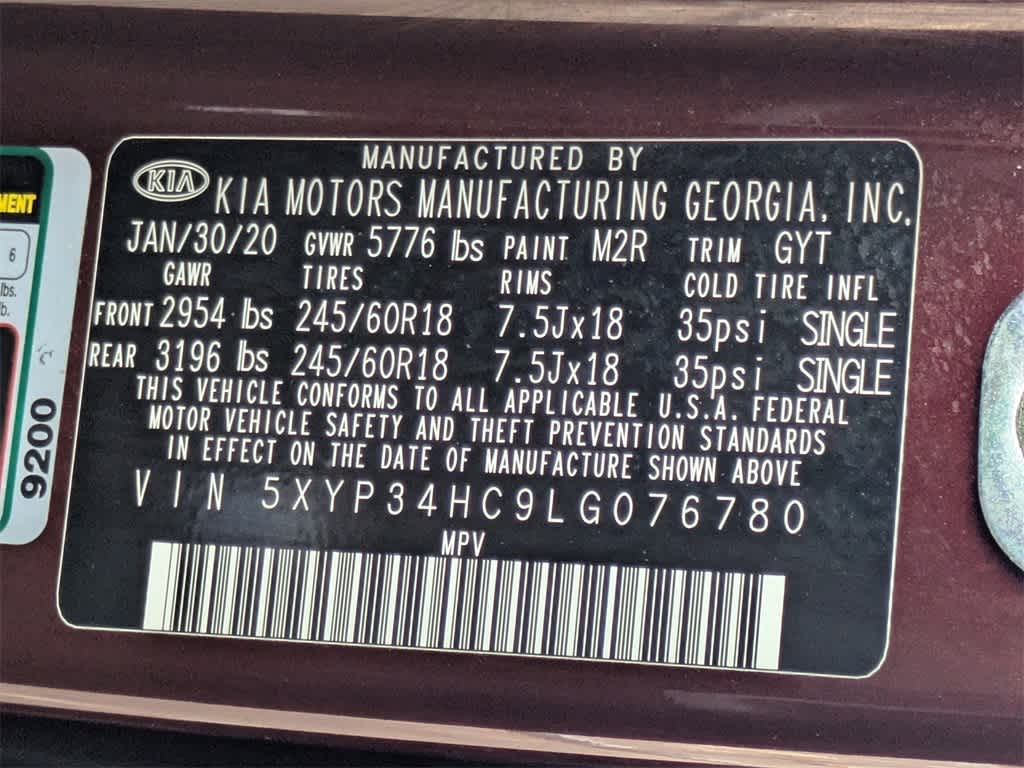 MANUFACTURED BY
KIA KIA MOTORS MANUFACTURING GEORGIA, INC.
JAN/30/20 GVWR 5776 lbs PAINT M2R TRIM GYT
GAWR TIRES RIMS COLD TIRE INFL
FRONT 2954 lbs 245/60R18 7.5Jx18 35psi SINGLE
REAR 3196 lbs 245/60R18 7.5Jx18 35psi SINGLE
THIS VEHICLE CONFORMS TO ALL APPLICABLE U.S.A. FEDERAL
MOTOR VEHICLE SAFETY AND THEFT PREVENTION STANDARDS
IN EFFECT ON THE DATE OF MANUFACTURE SHOWN ABOVE
VIN 5XYP34HC9LG076780
MPV
6
lbs.
9200